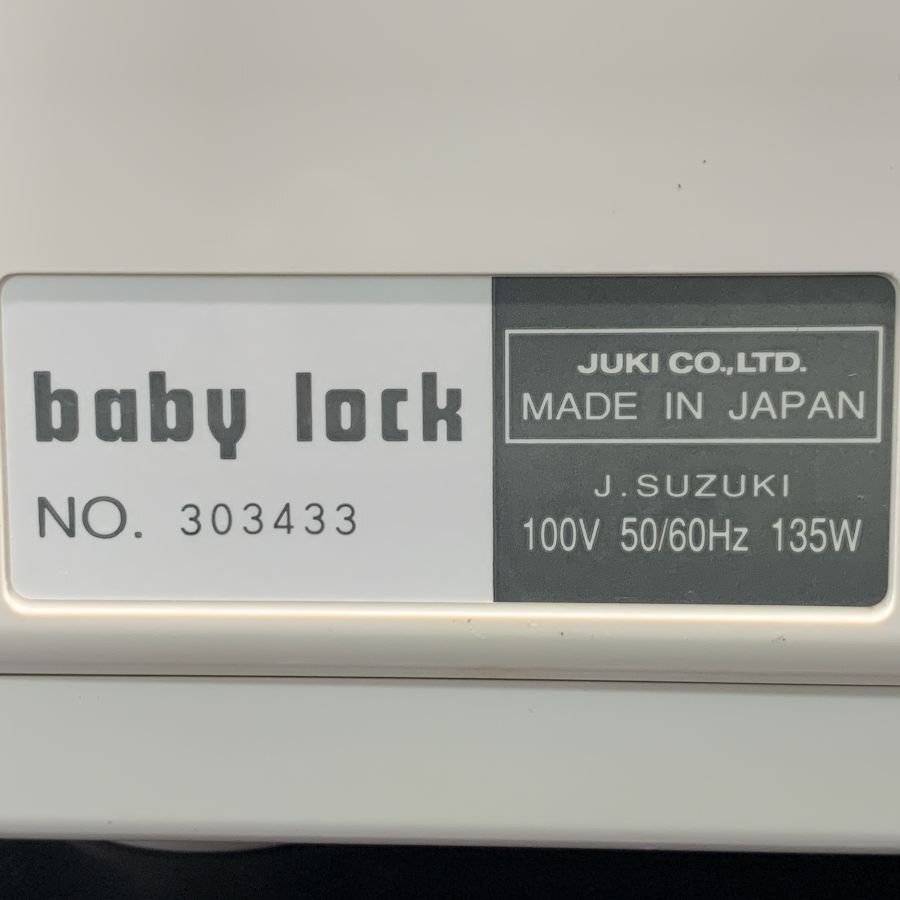 baby lock
NO. 303433
JUKI CO.,LTD.
MADE IN JAPAN
J.SUZUKI
100V 50/60Hz 135W